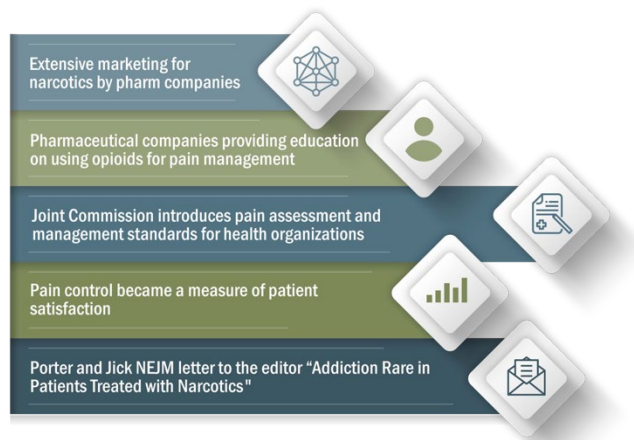 Extensive marketing for
narcotics by pharm companies
Pharmaceutical companies providing education
on using opioids for pain management
Joint Commission introduces pain assessment and
management standards for health organizations
Pain control became a measure of patient
satisfaction
Porter and Jick NEJM letter to the editor “Addiction Rare in
Patients Treated with Narcotics"